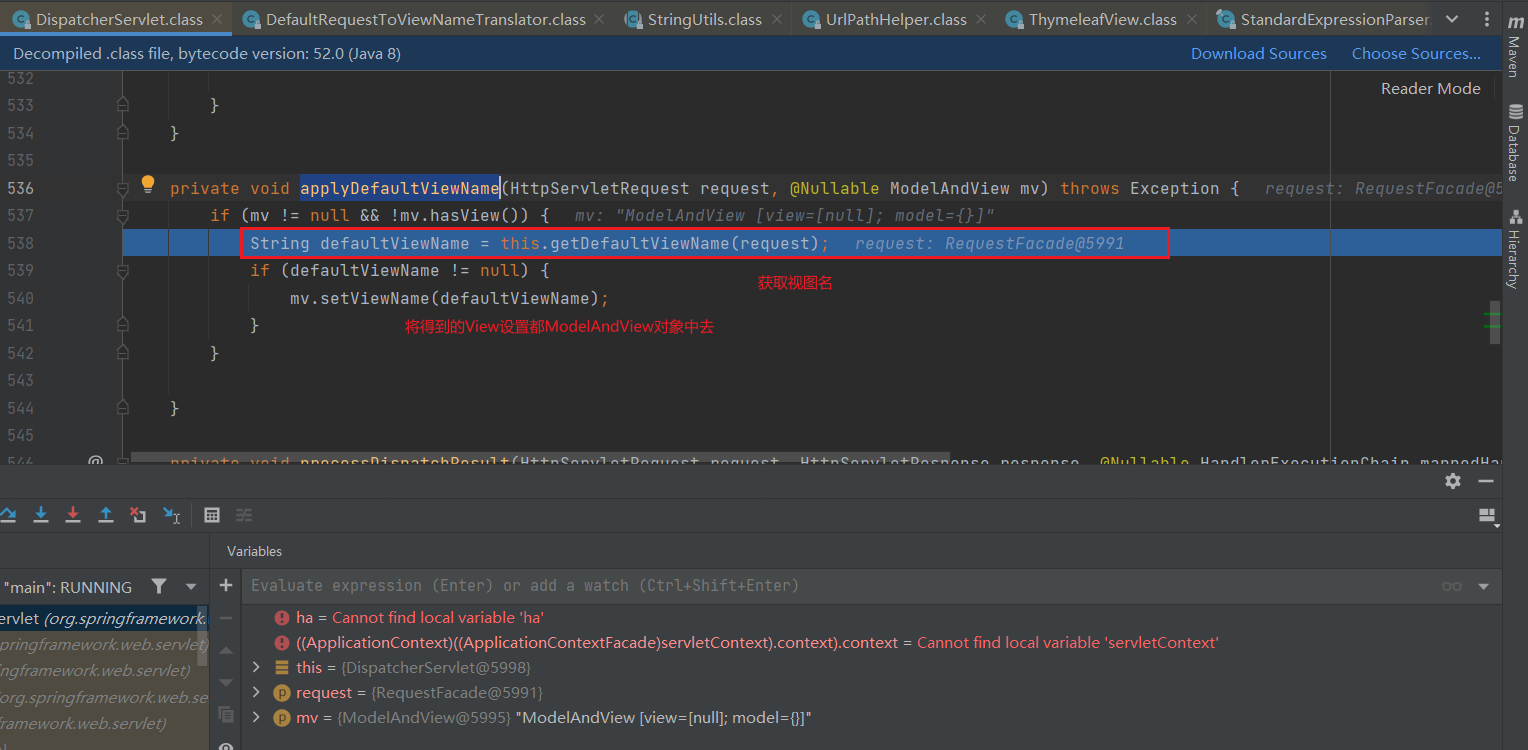 DispatcherServlet.class DefaultRequestToViewNameTranslator.class StringUtils.class UrlPathHelper.class ThymeleafView.class StandardExpressionParser.
Decompiled .class file, bytecode version: 52.0 (Java 8) Download Sources Choose Sources...
Reader Mode
532
533 }
534 }
535
536 private void applyDefaultViewName(HttpServletRequest request, @Nullable ModelAndView mv) throws Exception { request: RequestFacade@5
537 if (mv != null && !mv.hasView()) { mv: "ModelAndView [view=[null]; model={}]"
538 String defaultViewName = this.getDefaultViewName(request); request: RequestFacade@5991
539 if (defaultViewName != null) {
获取视图名
540 mv.setViewName(defaultViewName);
541 }
将得到的View设置都ModelAndView对象中去
542 }
543
544 }
545
546 @ private void processDispatchResult(HttpServletRequest request, HttpServletResponse response, @Nullable HandlerExecutionChain mappedHa
m
Maven
Database
Hierarchy
Variables
"main": RUNNING
Evaluate expression (Enter) or add a watch (Ctrl+Shift+Enter)
ervlet (org.springframework.
pringframework.web.servlet)
ngframework.web.servlet)
org.springframework.web.se
framework.web.servlet)
ha = Cannot find local variable 'ha'
((ApplicationContext)((ApplicationContextFacade)servletContext).context).context = Cannot find local variable 'servletContext'
this = {DispatcherServlet@5998}
p request = {RequestFacade@5991}
p mv = {ModelAndView@5995} "ModelAndView [view=[null]; model={}]"